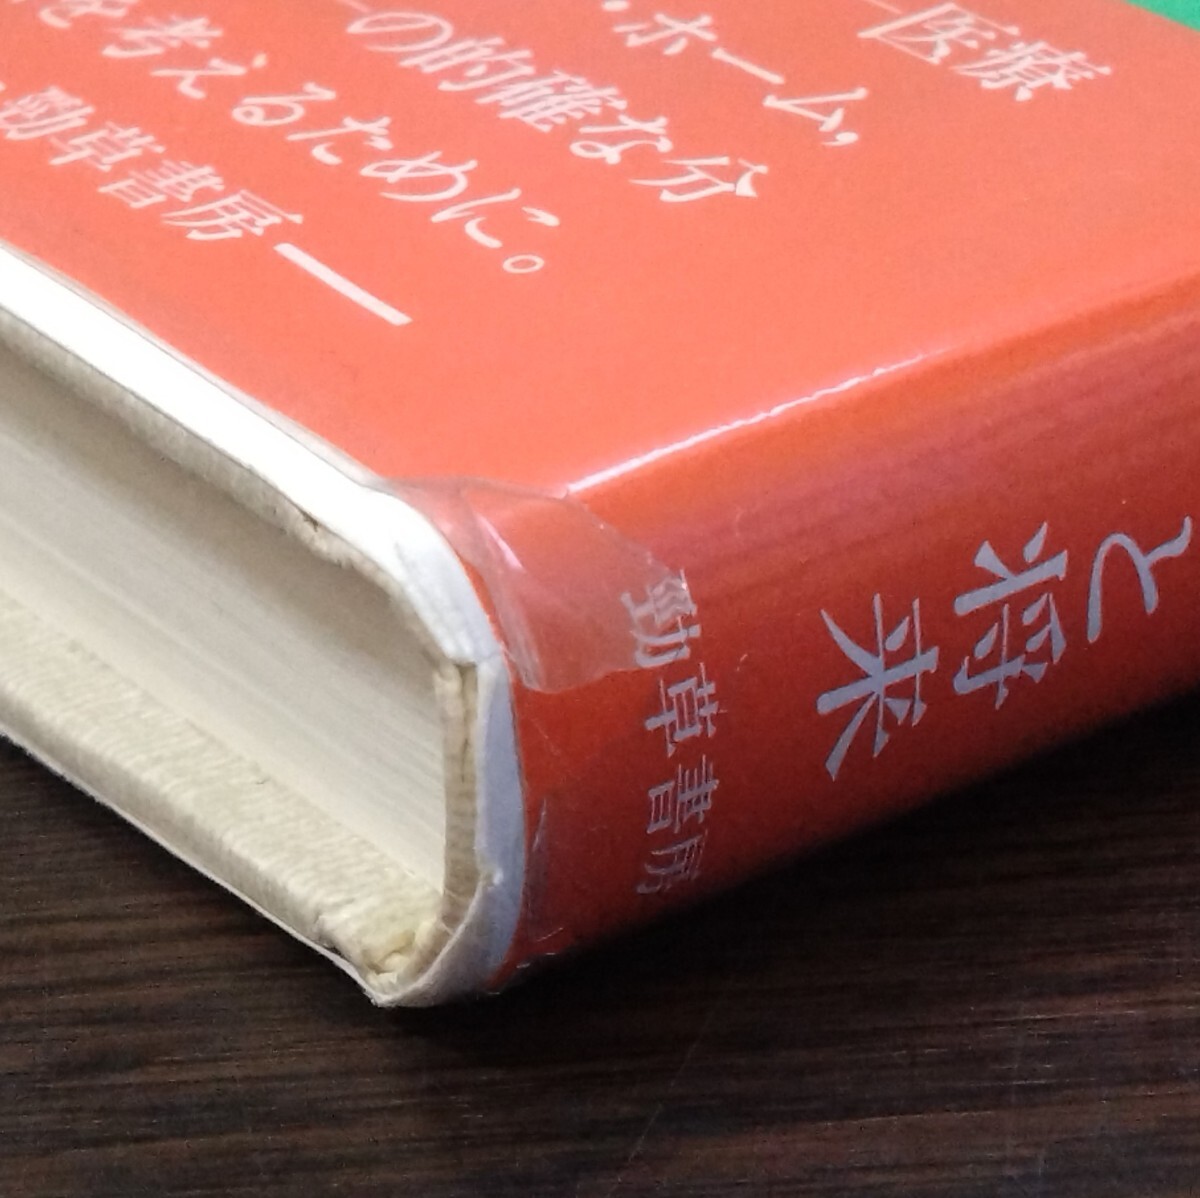 医療
・ホーム,
の的確な分
を考えるために。
勁草書房
と将来
勁草書房